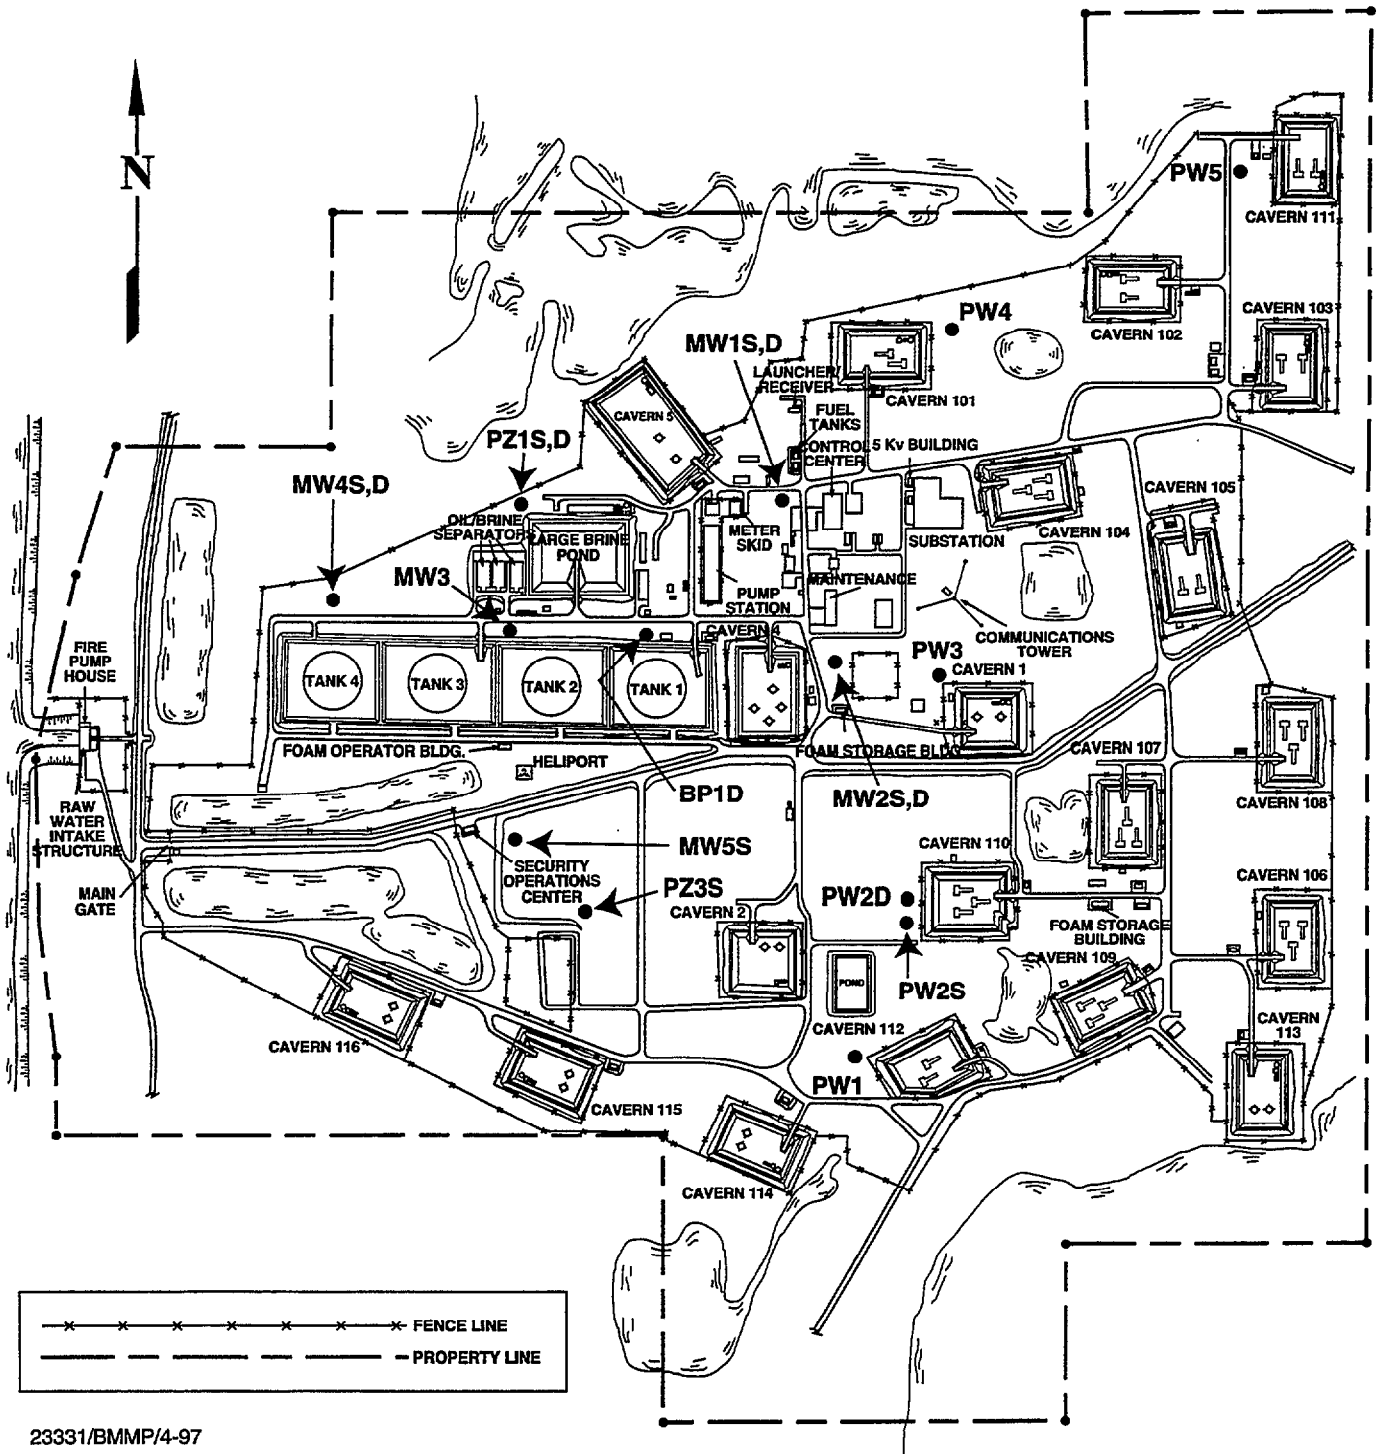 N
PW5
CAVERN 111
CAVERN 102
CAVERN 103
PW4
MW1S,D
LAUNCHER/
RECEIVER
CAVERN 101
CAVERN 5
FUEL
TANKS
CONTROL
CENTER
5 Kv BUILDING
PZ1S,D
MW4S,D
CAVERN 105
OIL/BRINE
SEPARATORS
LARGE BRINE
POND
METER
SKID
SUBSTATION
CAVERN 104
MW3
PUMP
STATION
MAINTENANCE
CAVERN 4
COMMUNICATIONS
TOWER
FIRE
PUMP
HOUSE
PW3
CAVERN 1
TANK 4
TANK 3
TANK 2
TANK 1
FOAM OPERATOR BLDG.
FOAM STORAGE BLDG.
CAVERN 107
HELIPORT
BP1D
MW2S,D
CAVERN 108
RAW
WATER
INTAKE
STRUCTURE
MW5S
CAVERN 110
SECURITY
OPERATIONS
CENTER
PZ3S
CAVERN 106
MAIN
GATE
CAVERN 2
PW2D
FOAM STORAGE
BUILDING
CAVERN 109
POND
PW2S
CAVERN 112
CAVERN
113
CAVERN 116
PW1
CAVERN 115
CAVERN 114
FENCE LINE
PROPERTY LINE
23331/BMMP/4-97